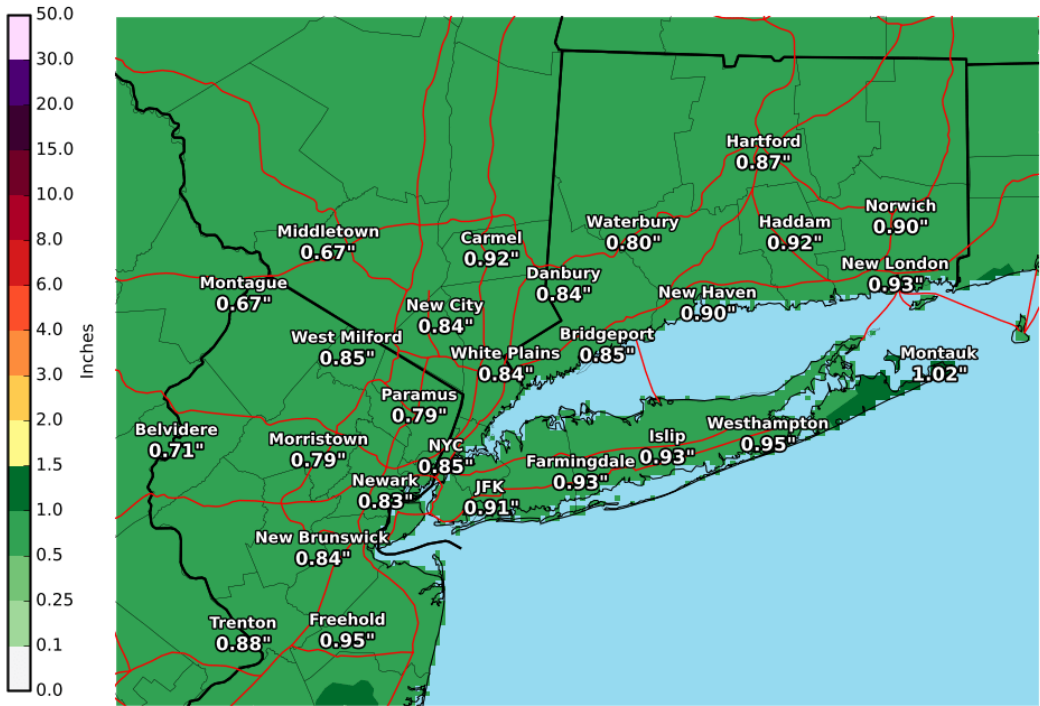 50.0
30.0
20.0
15.0
10.0
8.0
6.0
4.0
3.0
2.0
1.5
1.0
0.5
0.25
0.1
0.0
Inches
Hartford
0.87"
Norwich
0.90"
Waterbury
0.80"
Haddam
0.92"
Middletown
0.67"
Carmel
0.92"
New London
0.93"
Danbury
0.84"
Montague
0.67"
New Haven
0.90"
New City
0.84"
Bridgeport
0.85"
West Milford
0.85"
White Plains
0.84"
Montauk
1.02"
Paramus
0.79"
Westhampton
0.95"
Belvidere
0.71"
Morristown
0.79"
Islip
0.93"
NYC
0.85"
Farmingdale
0.93"
Newark
0.83"
JFK
0.91"
New Brunswick
0.84"
Freehold
0.95"
Trenton
0.88"